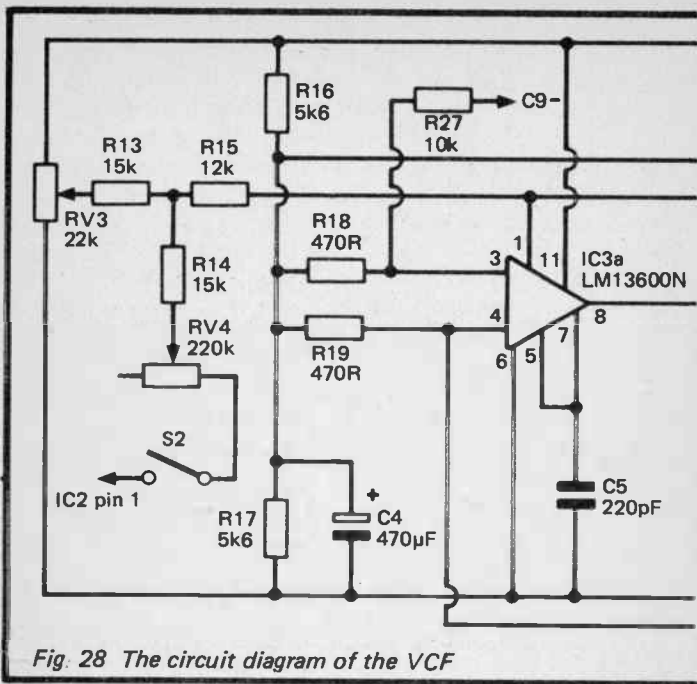 R16
5k6
C9-
R27
10k
R13
15k
R15
12k
RV3
22k
R14
15k
R18
470R
1
11
IC3a
LM13600N
3
4
8
7
5
6
RV4
220k
R19
470R
S2
IC2 pin 1
R17
5k6
+
C4
470µF
C5
220pF
Fig. 28 The circuit diagram of the VCF